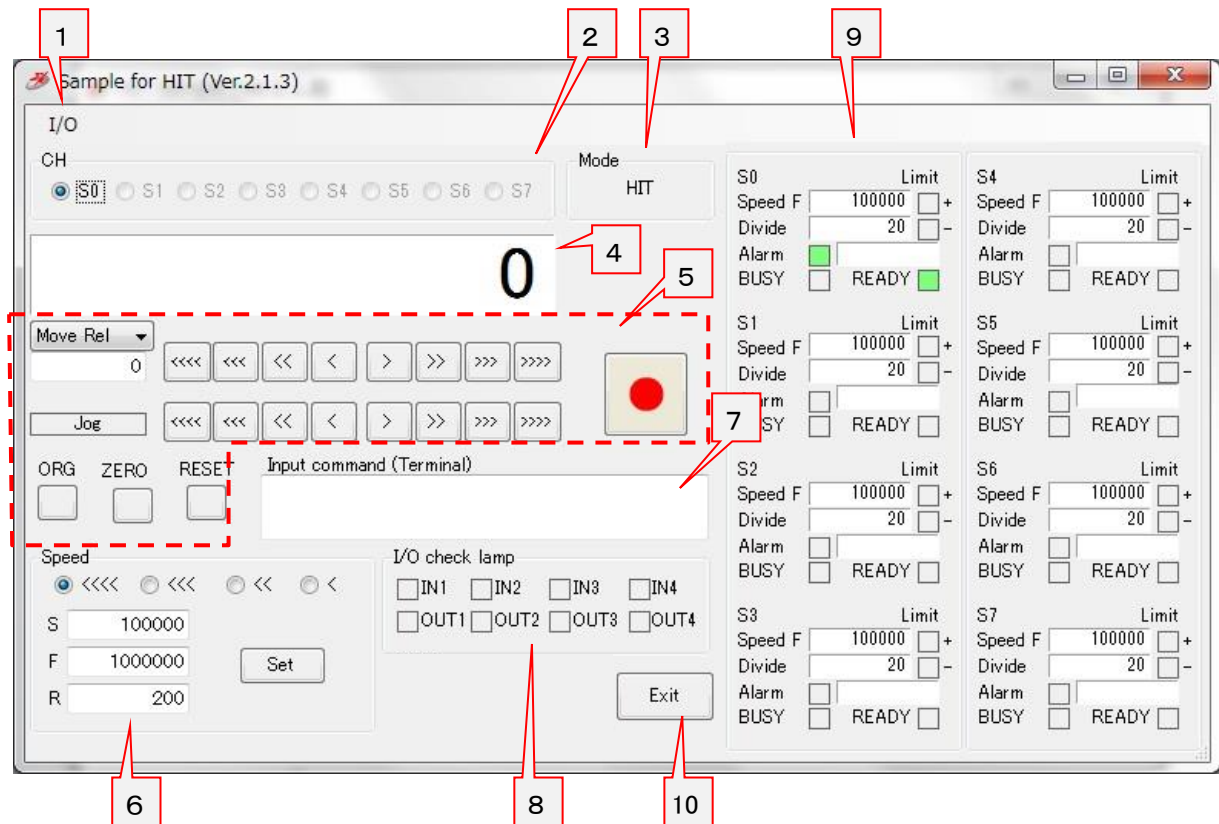 1
2
3
9
Sample for HIT (Ver.2.1.3)
I/O
CH
S0 S1 S2 S3 S4 S5 S6 S7
Mode
HIT
0
4
5
Move Rel
0
<<<< <<< << < > >> >>> >>>>
Jog
<<<< <<< << < > >> >>> >>>>
7
ORG ZERO RESET
Input command (Terminal)
Speed
<<<< <<< << <
S 100000
F 1000000
R 200
Set
I/O check lamp
IN1 IN2 IN3 IN4
OUT1 OUT2 OUT3 OUT4
Exit
S0 Limit
Speed F 100000 +
Divide 20 -
Alarm
BUSY READY
S1 Limit
Speed F 100000 +
Divide 20 -
rm
SY READY
S2 Limit
Speed F 100000 +
Divide 20 -
Alarm
BUSY READY
S3 Limit
Speed F 100000 +
Divide 20 -
Alarm
BUSY READY
S4 Limit
Speed F 100000 +
Divide 20 -
Alarm
BUSY READY
S5 Limit
Speed F 100000 +
Divide 20 -
Alarm
BUSY READY
S6 Limit
Speed F 100000 +
Divide 20 -
Alarm
BUSY READY
S7 Limit
Speed F 100000 +
Divide 20 -
Alarm
BUSY READY
6
8
10